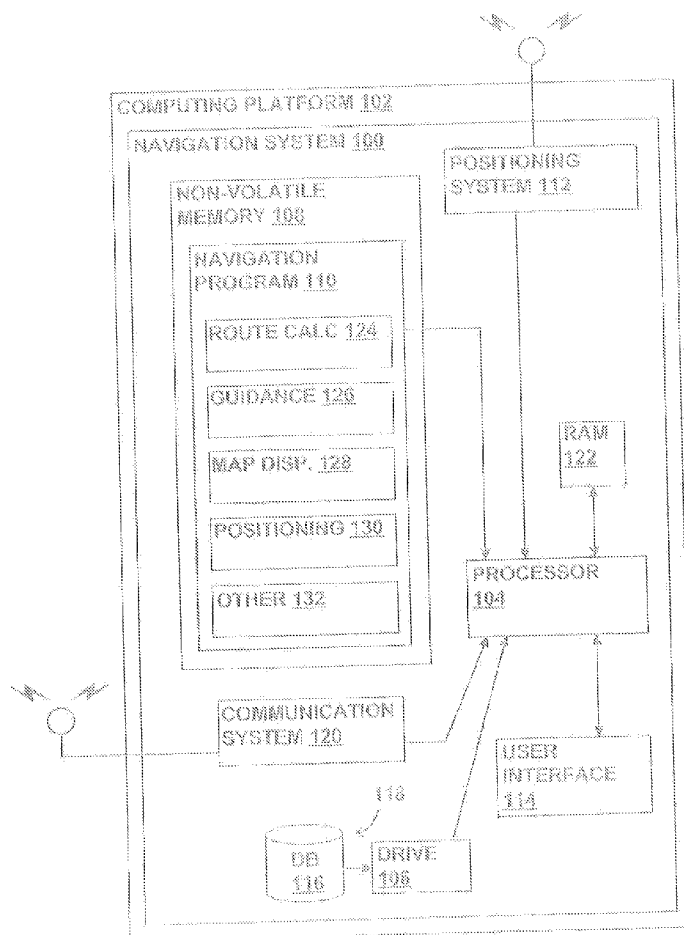 COMPUTING PLATFORM 102
NAVIGATION SYSTEM 100
POSITIONING
SYSTEM 112
NON-VOLATILE
MEMORY 108
NAVIGATION
PROGRAM 110
ROUTE CALC 124
GUIDANCE 126
MAP DISP. 128
POSITIONING 130
OTHER 132
RAM
122
PROCESSOR
104
COMMUNICATION
SYSTEM 120
USER
INTERFACE
114
118
DB
116
DRIVE
106